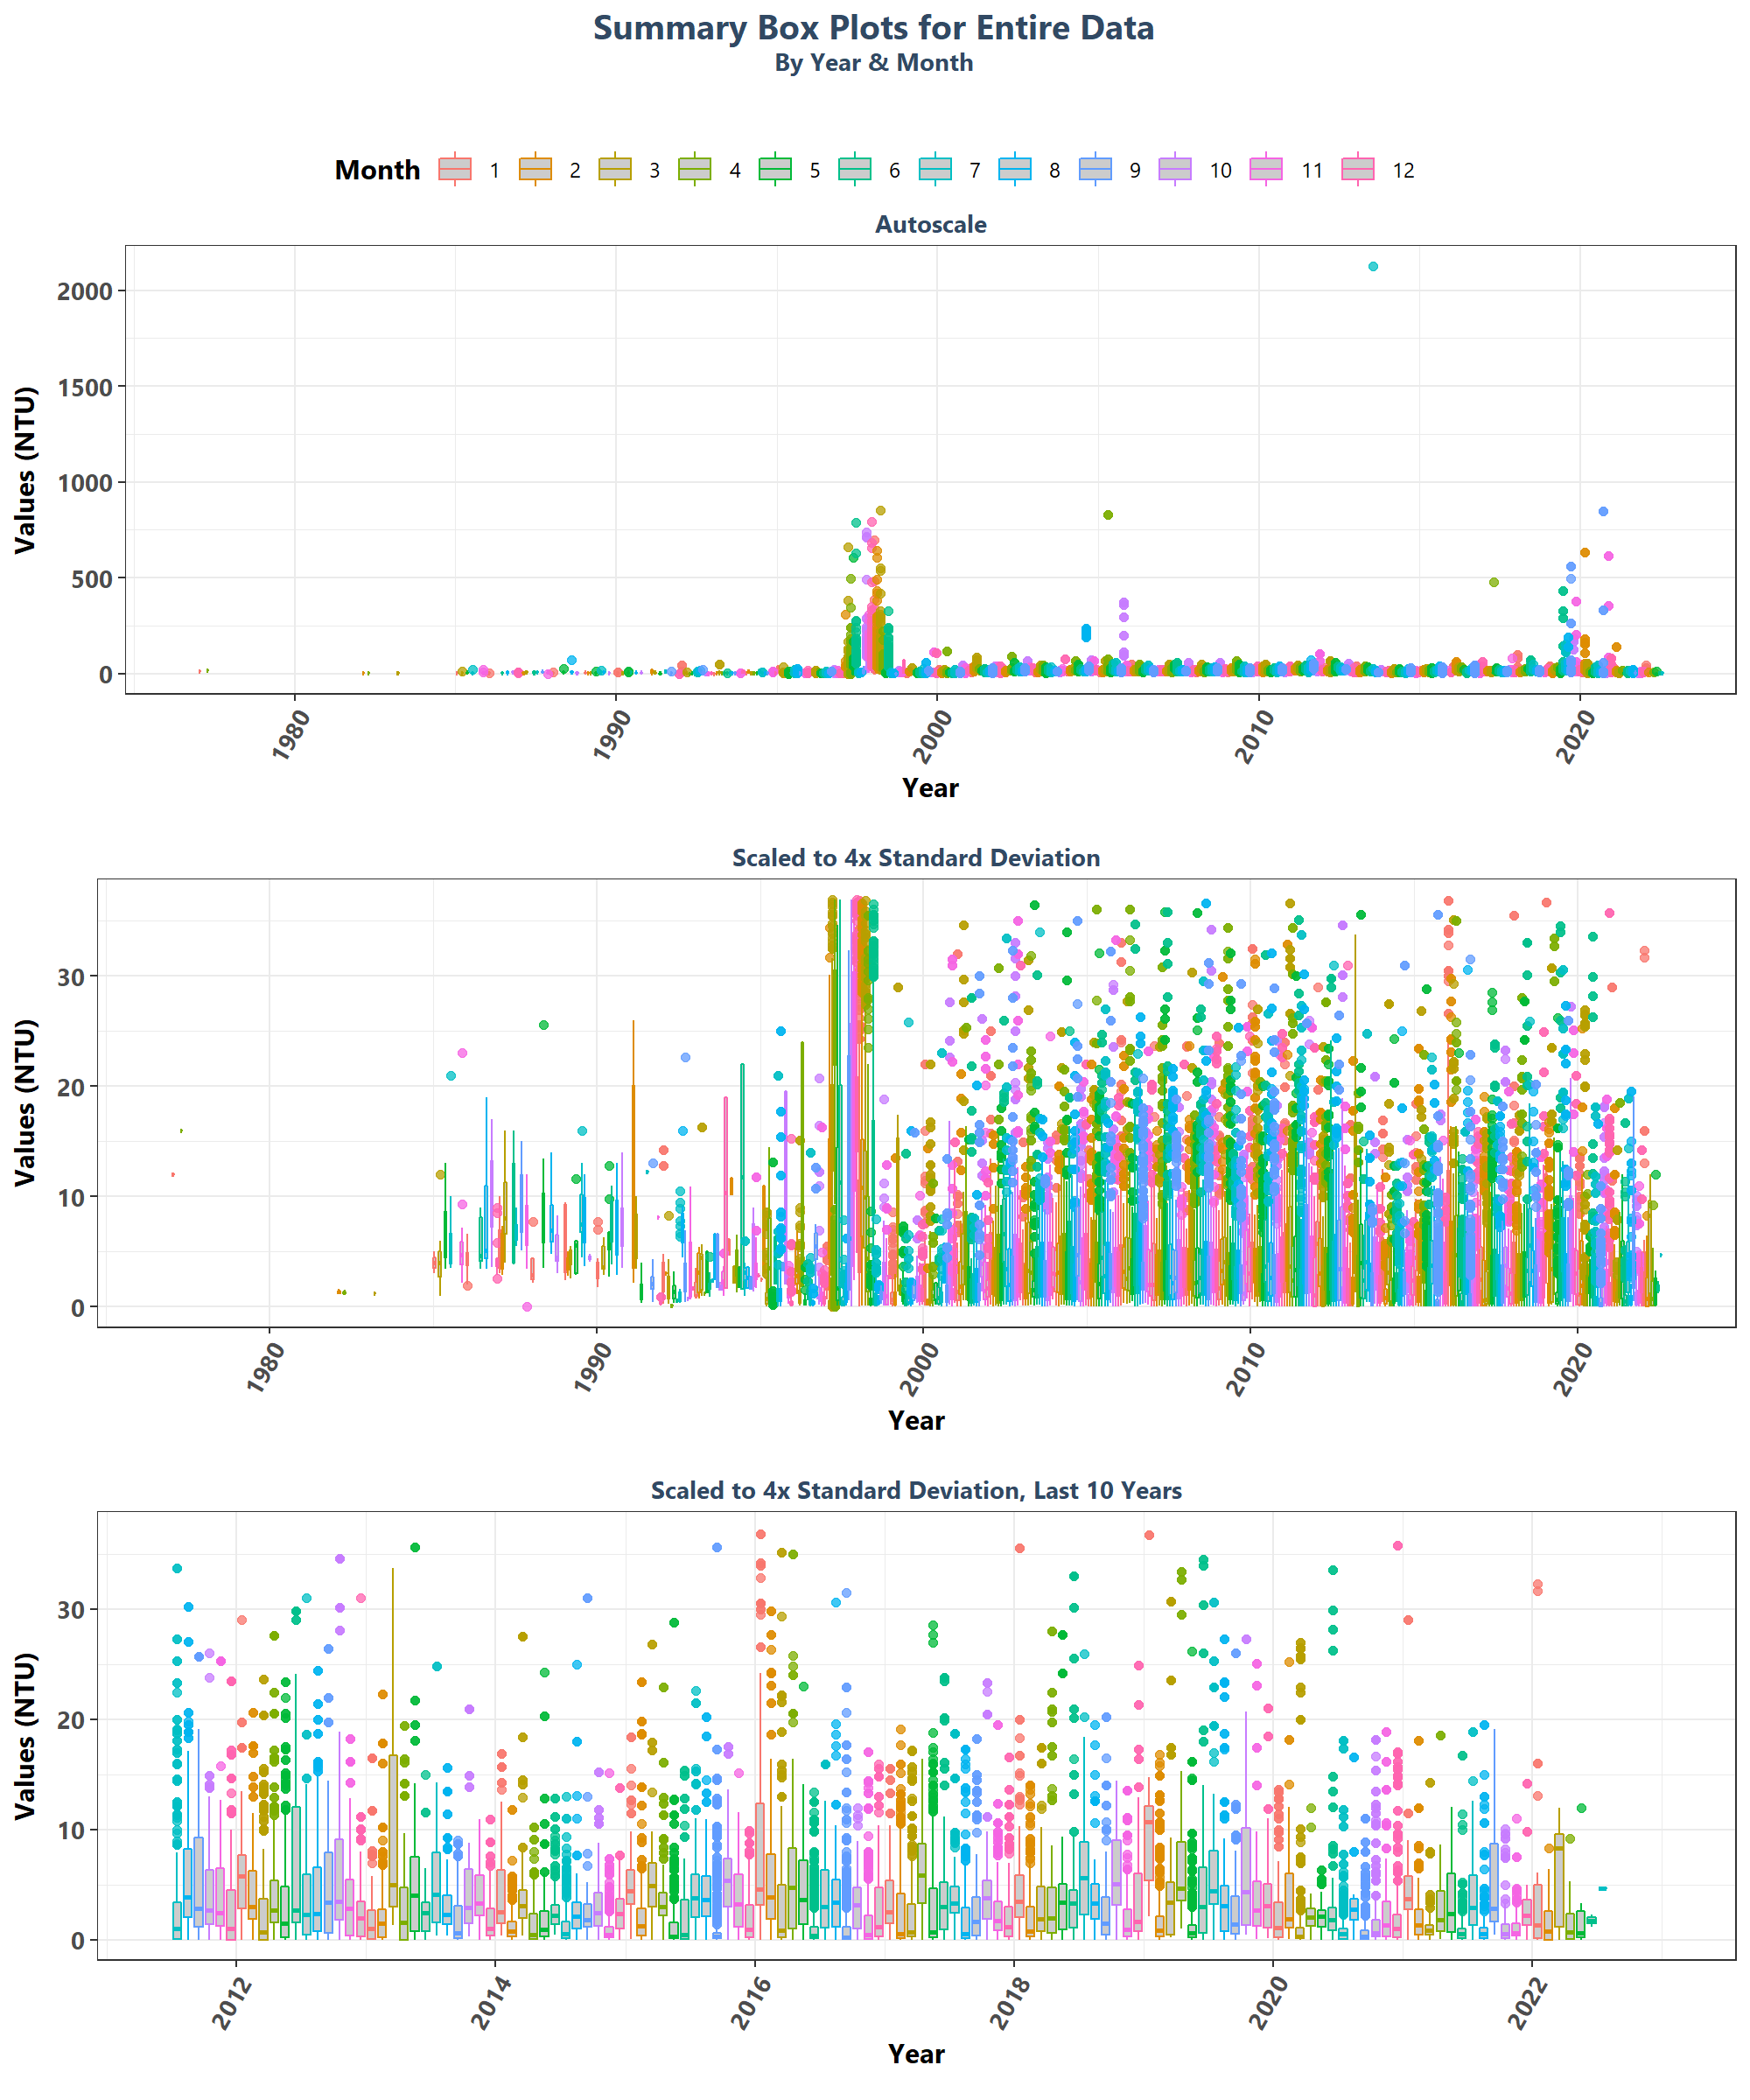 Summary Box Plots for Entire Data
By Year & Month
Month 1 2 3 4 5 6 7 8 9 10 11 12
Autoscale
Values (NTU)
2000
1500
1000
500
0
1980 1990 2000 2010 2020
Year
Scaled to 4x Standard Deviation
Values (NTU)
30
20
10
0
1980 1990 2000 2010 2020
Year
Scaled to 4x Standard Deviation, Last 10 Years
Values (NTU)
30
20
10
0
2012 2014 2016 2018 2020 2022
Year